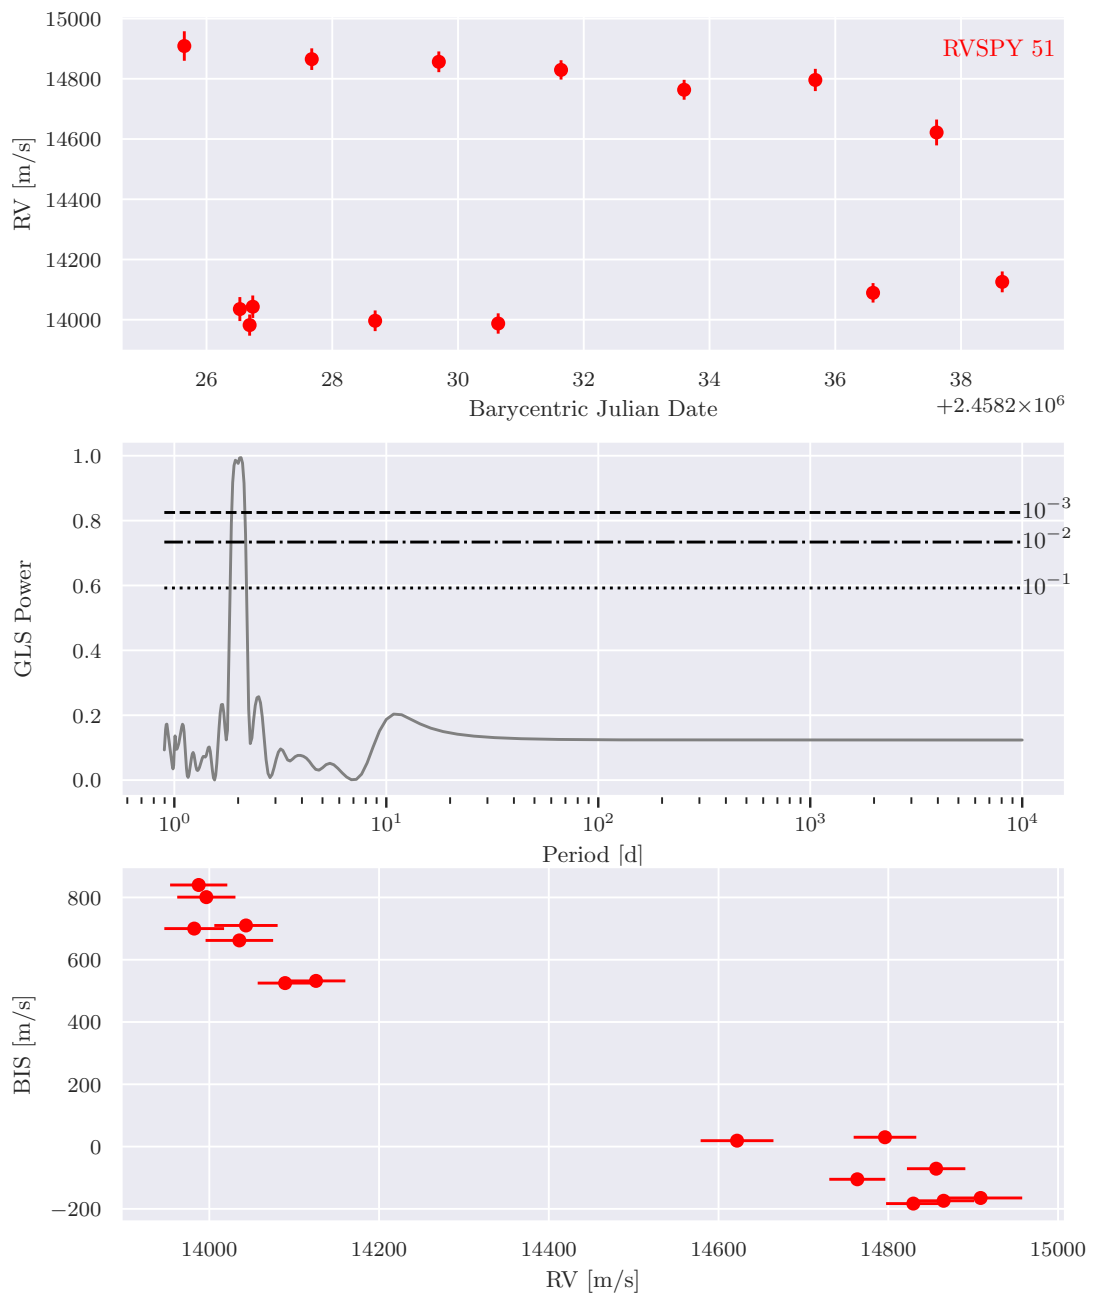 RVSPY 51
RV [m/s]
15000
14800
14600
14400
14200
14000
26 28 30 32 34 36 38
Barycentric Julian Date
+2.4582×10⁶
GLS Power
1.0
0.8
0.6
0.4
0.2
0.0
10⁻³
10⁻²
10⁻¹
10⁰ 10¹ 10² 10³ 10⁴
Period [d]
BIS [m/s]
800
600
400
200
0
−200
14000 14200 14400 14600 14800 15000
RV [m/s]